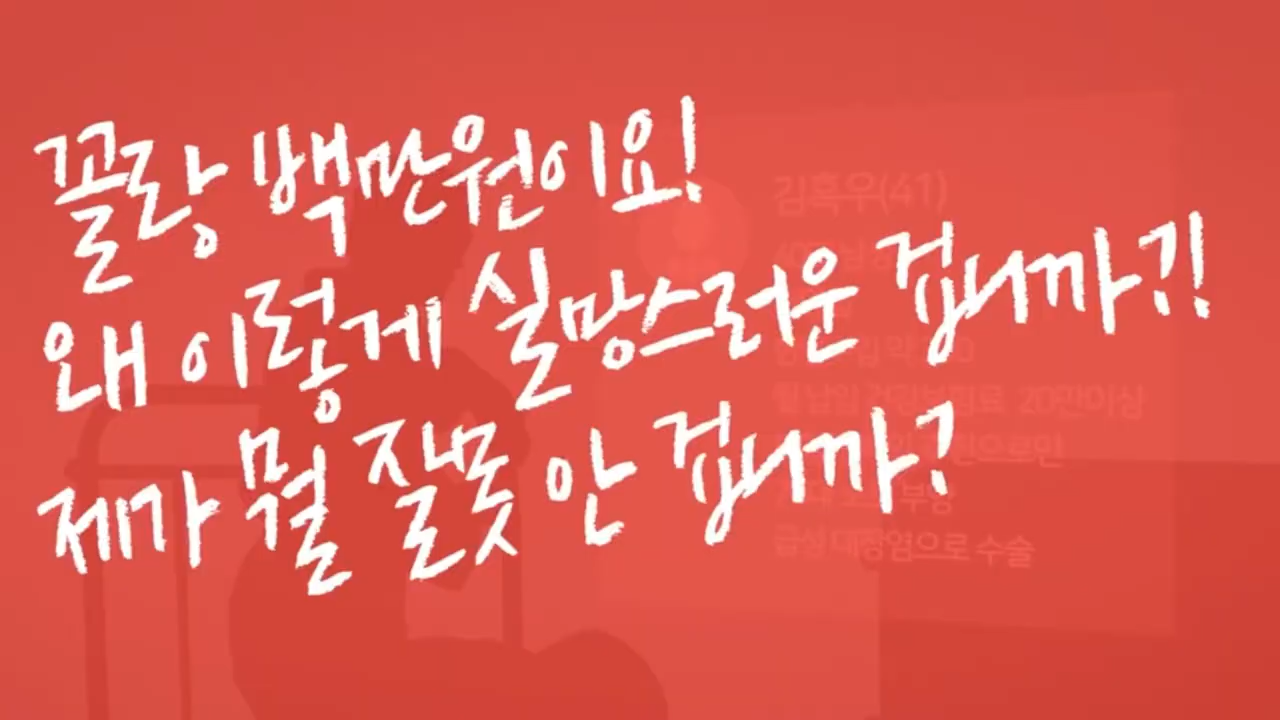 꼴랑 백만원이요!
왜 이렇게 실망스러운 겁니까?!
제가 뭘 잘못 안 겁니까?
김흑우(41)
월 납입 건강보험료 20만이상
급성 대장염으로 수술